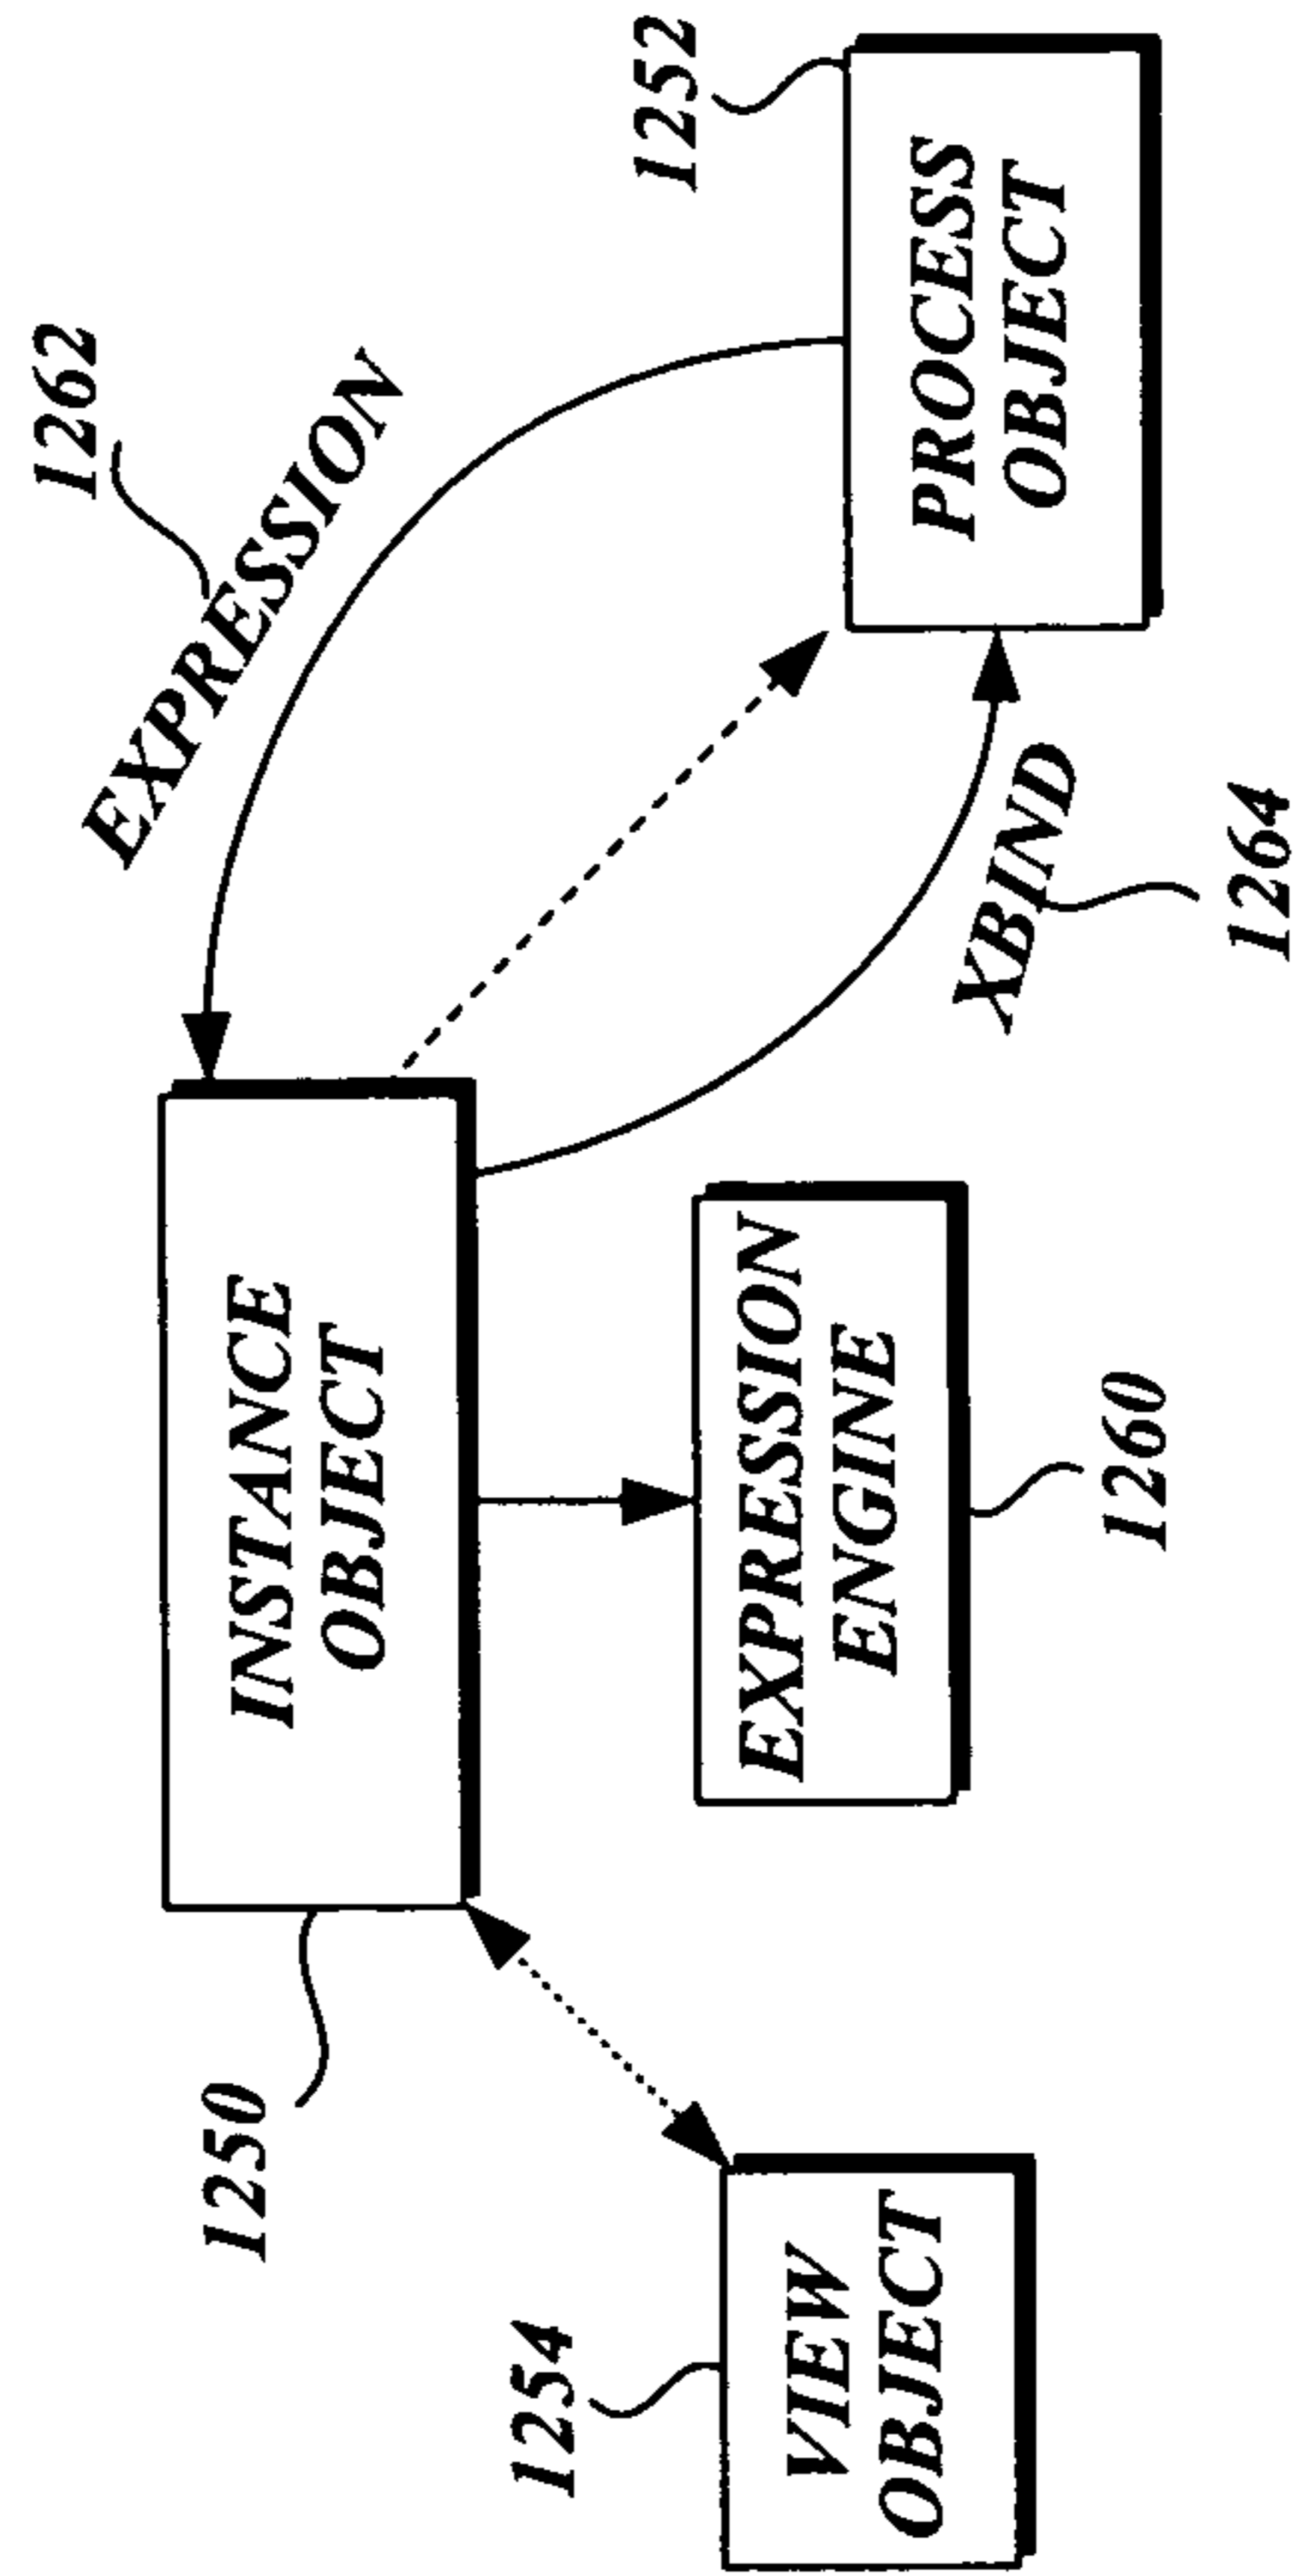 1262
EXPRESSION
1250
INSTANCE
OBJECT
1252
PROCESS
OBJECT
1254
VIEW
OBJECT
EXPRESSION
ENGINE
1260
XBIND
1264